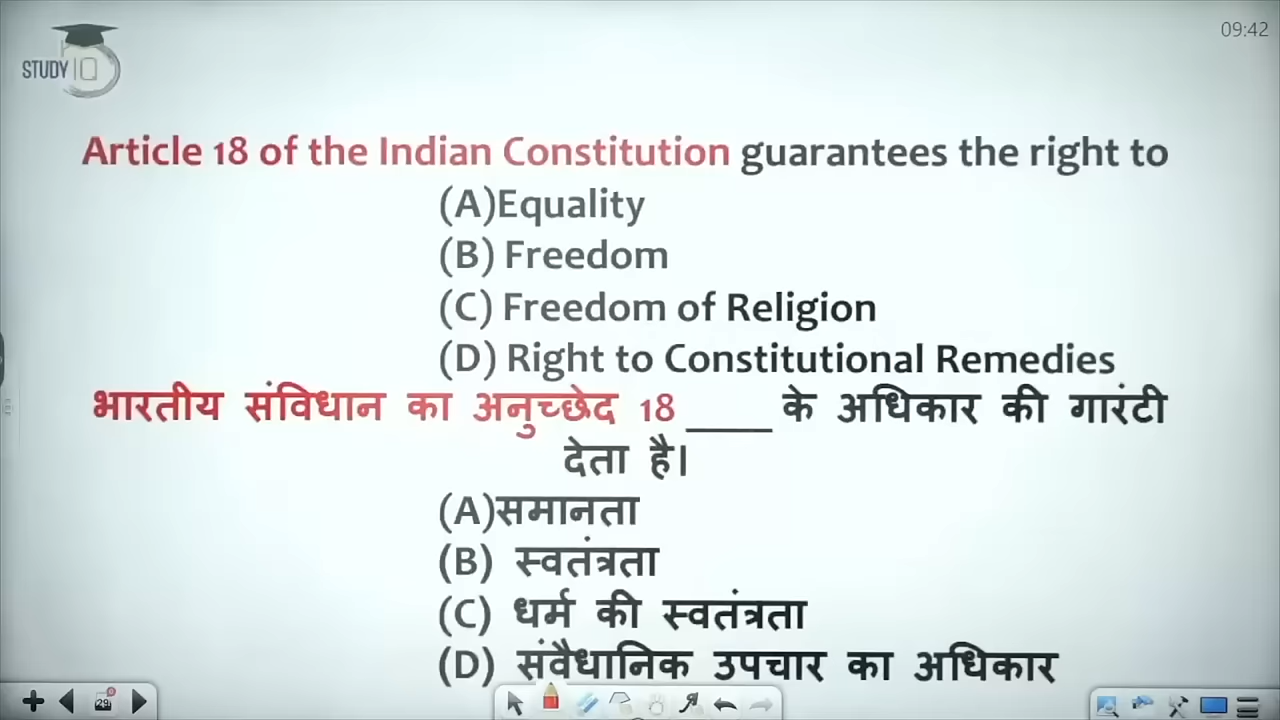 STUDY IQ
09:42
Article 18 of the Indian Constitution guarantees the right to
(A)Equality
(B) Freedom
(C) Freedom of Religion
(D) Right to Constitutional Remedies
भारतीय संविधान का अनुच्छेद 18 ____ के अधिकार की गारंटी
देता है।
(A)समानता
(B) स्वतंत्रता
(C) धर्म की स्वतंत्रता
(D) संवैधानिक उपचार का अधिकार
29